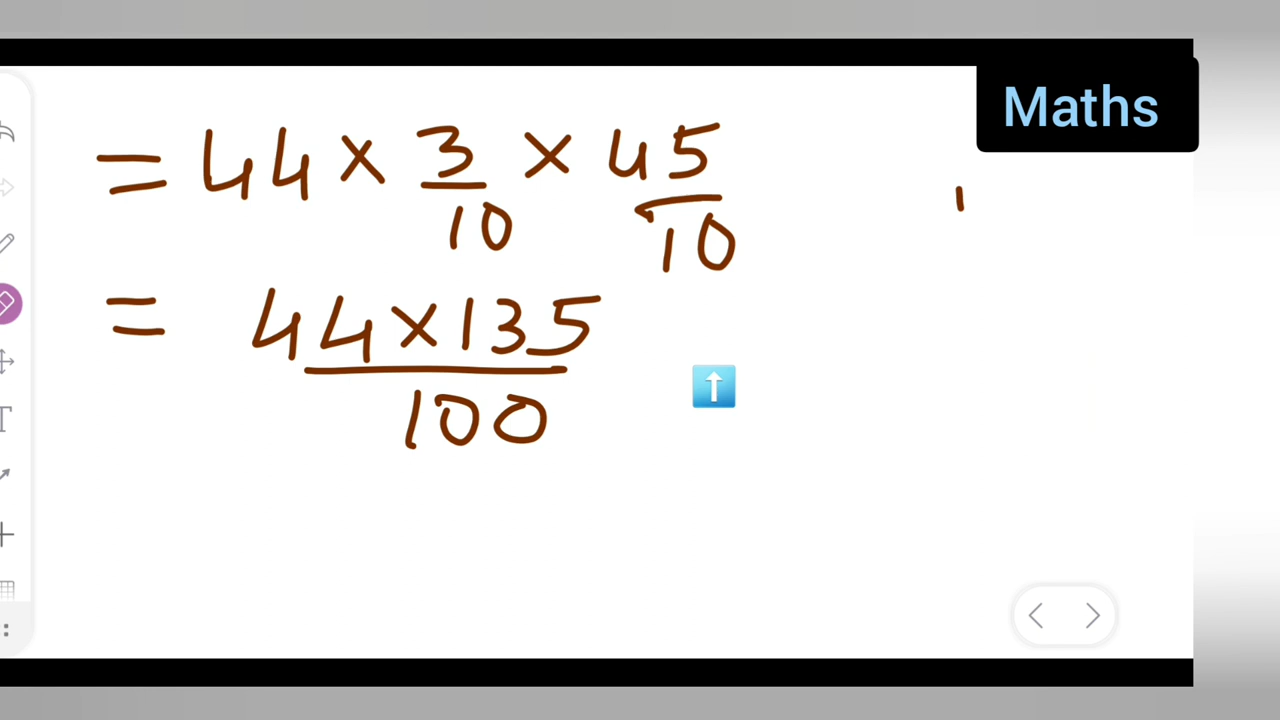 Maths
= 44 × 3/10 × 45/10
= 44 × 135/100